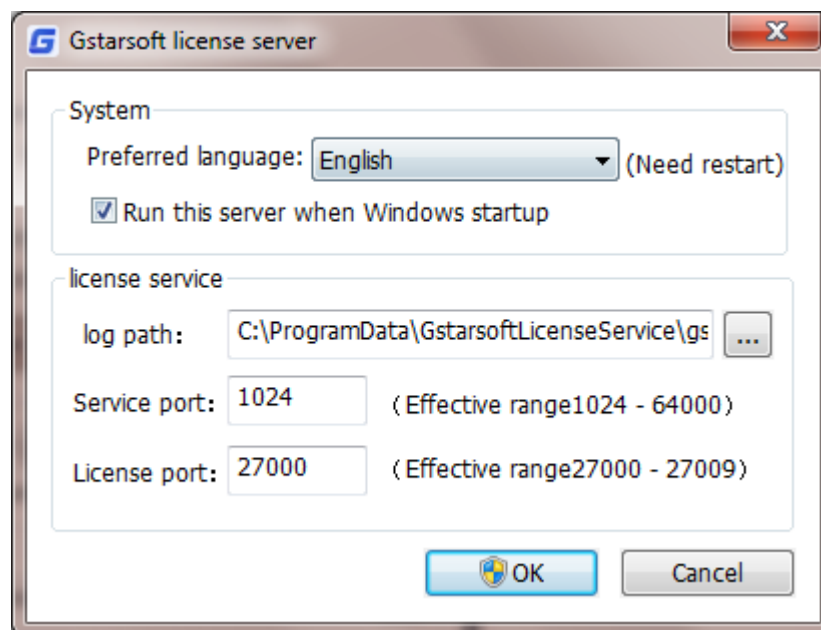 Gstarsoft license server
System
Preferred language: English (Need restart)
Run this server when Windows startup
license service
log path: C:\ProgramData\GstarsoftLicenseService\gs ...
Service port: 1024 (Effective range1024 - 64000)
License port: 27000 (Effective range27000 - 27009)
OK Cancel